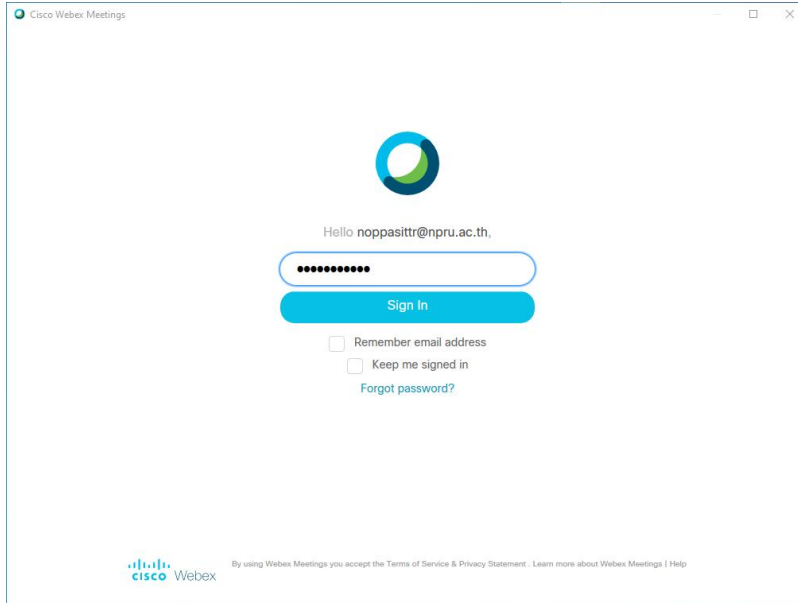 Cisco Webex Meetings
Hello noppasittr@npru.ac.th,
●●●●●●●●●●●
Sign In
Remember email address
Keep me signed in
Forgot password?
cisco Webex
By using Webex Meetings you accept the Terms of Service & Privacy Statement . Learn more about Webex Meetings | Help